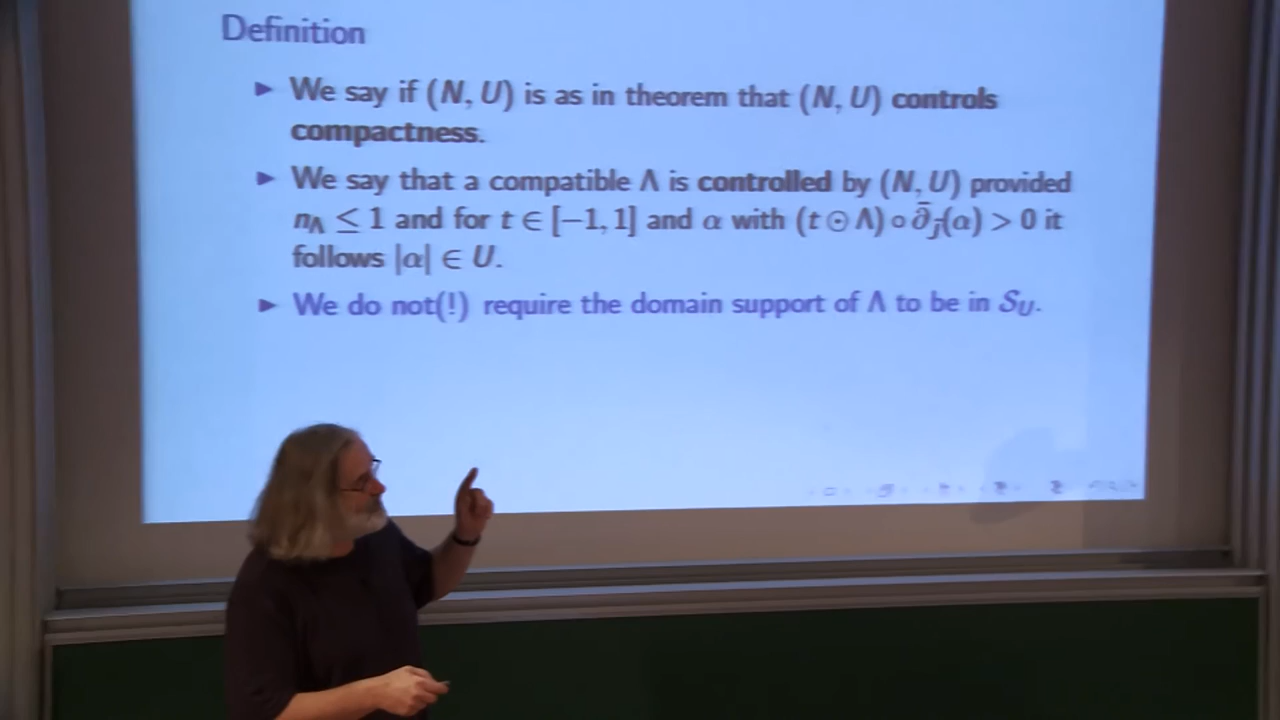 Definition
► We say if (N, U) is as in theorem that (N, U) controls
compactness.
► We say that a compatible Λ is controlled by (N, U) provided
n_Λ ≤ 1 and for t ∈ [−1, 1] and α with (t ⊙ Λ) ∘ ∂̄_J̃(α) > 0 it
follows |α| ∈ U.
► We do not(!) require the domain support of Λ to be in S_U.